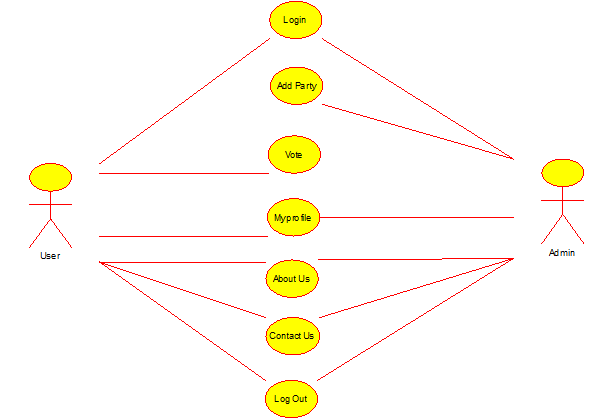 Login
Add Party
Vote
Myprofile
User
Admin
About Us
Contact Us
Log Out